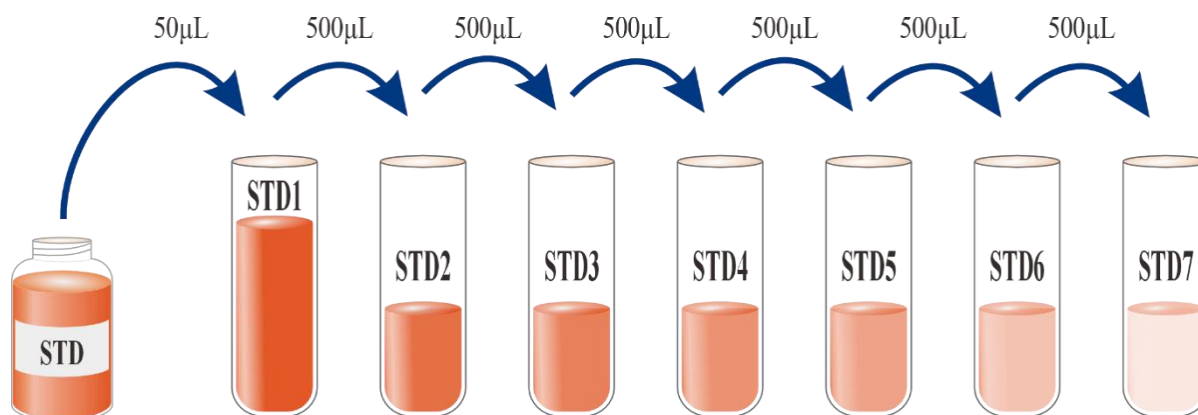 50μL 500μL 500μL 500μL 500μL 500μL 500μL
STD1
STD2 STD3 STD4 STD5 STD6 STD7
STD